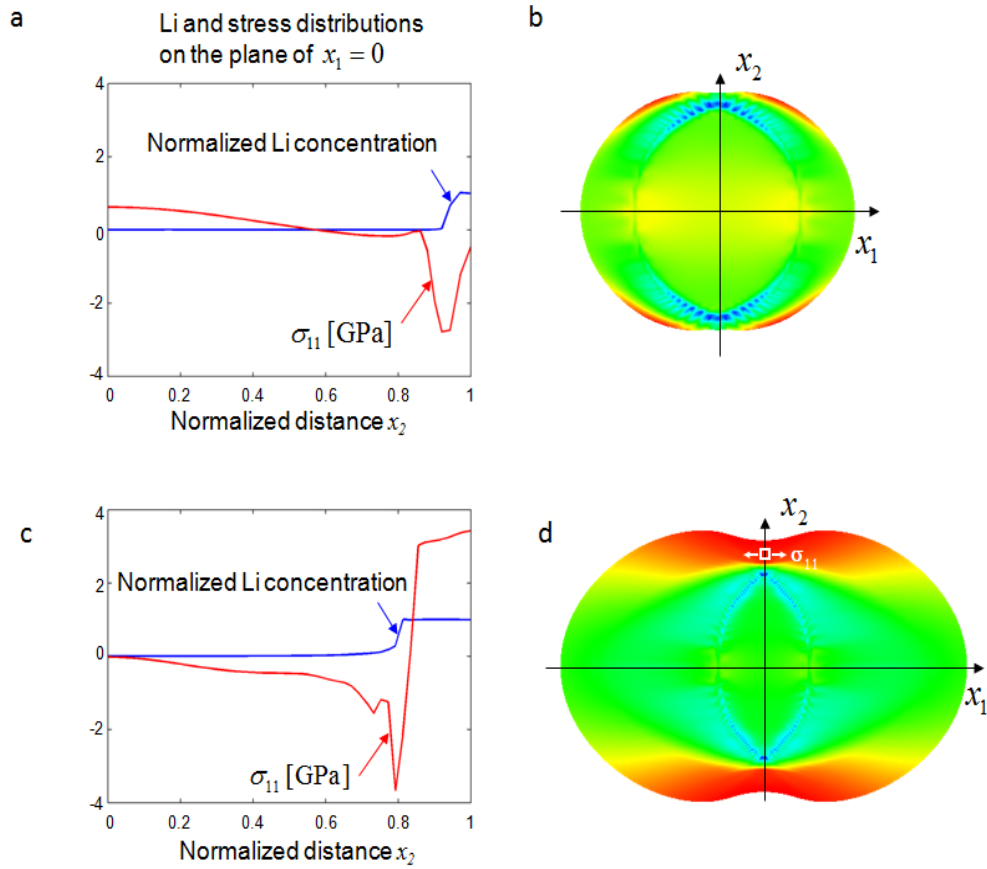 a
Li and stress distributions
on the plane of x₁ = 0
4
2
0
-2
-4
Normalized Li concentration
σ₁₁ [GPa]
0 0.2 0.4 0.6 0.8 1
Normalized distance x₂
b
x₂
x₁
c
4
2
0
-2
-4
Normalized Li concentration
σ₁₁ [GPa]
0 0.2 0.4 0.6 0.8 1
Normalized distance x₂
d
x₂
σ₁₁
x₁